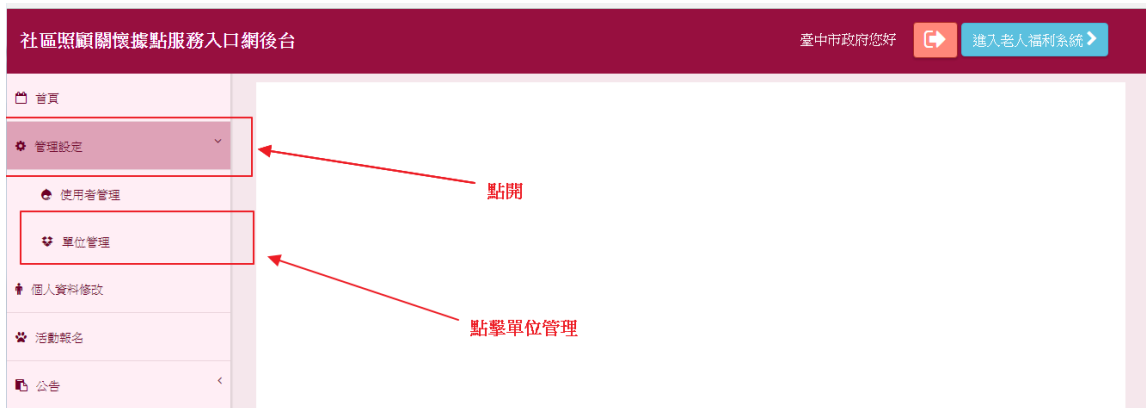 社區照顧關懷據點服務入口網後台
臺中市政府您好
進入老人福利系統
首頁
管理設定
點開
使用者管理
單位管理
個人資料修改
點擊單位管理
活動報名
公告